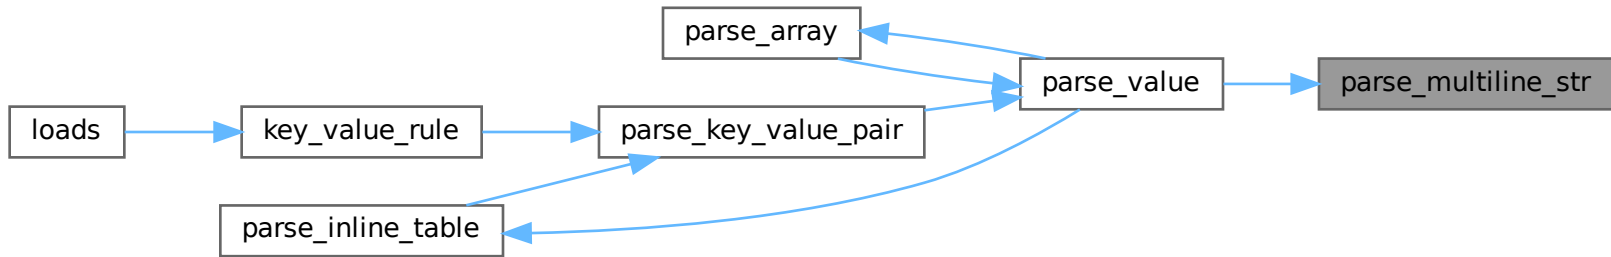 parse_array
parse_value
parse_multiline_str
loads
key_value_rule
parse_key_value_pair
parse_inline_table